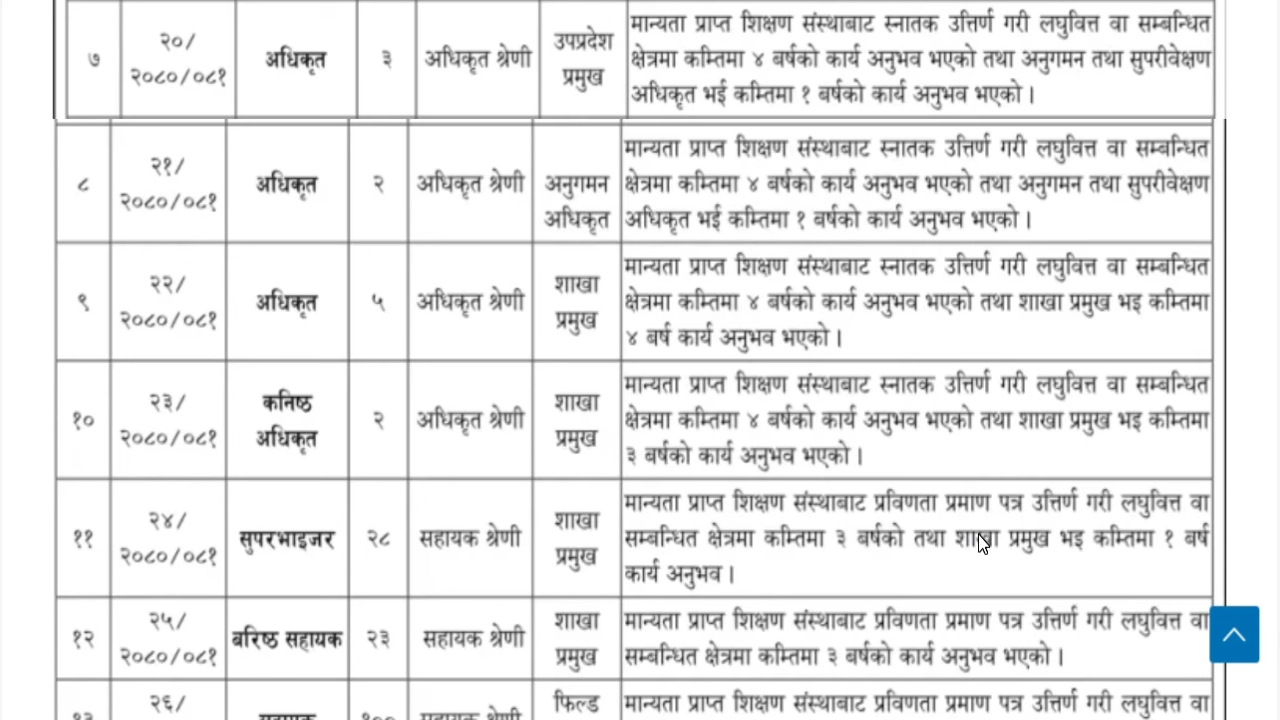 ७
२०/
२०८०/०८१
अधिकृत
३
अधिकृत श्रेणी
उपप्रदेश
प्रमुख
मान्यता प्राप्त शिक्षण संस्थाबाट स्नातक उत्तिर्ण गरी लघुवित्त वा सम्बन्धित
क्षेत्रमा कम्तिमा ४ बर्षको कार्य अनुभव भएको तथा अनुगमन तथा सुपरीवेक्षण
अधिकृत भई कम्तिमा १ बर्षको कार्य अनुभव भएको ।
८
२१/
२०८०/०८१
अधिकृत
२
अधिकृत श्रेणी
अनुगमन
अधिकृत
मान्यता प्राप्त शिक्षण संस्थाबाट स्नातक उत्तिर्ण गरी लघुवित्त वा सम्बन्धित
क्षेत्रमा कम्तिमा ४ बर्षको कार्य अनुभव भएको तथा अनुगमन तथा सुपरीवेक्षण
अधिकृत भई कम्तिमा १ बर्षको कार्य अनुभव भएको ।
९
२२/
२०८०/०८१
अधिकृत
५
अधिकृत श्रेणी
शाखा
प्रमुख
मान्यता प्राप्त शिक्षण संस्थाबाट स्नातक उत्तिर्ण गरी लघुवित्त वा सम्बन्धित
क्षेत्रमा कम्तिमा ४ बर्षको कार्य अनुभव भएको तथा शाखा प्रमुख भइ कम्तिमा
४ बर्ष कार्य अनुभव भएको ।
१०
२३/
२०८०/०८१
कनिष्ठ
अधिकृत
२
अधिकृत श्रेणी
शाखा
प्रमुख
मान्यता प्राप्त शिक्षण संस्थाबाट स्नातक उत्तिर्ण गरी लघुवित्त वा सम्बन्धित
क्षेत्रमा कम्तिमा ४ बर्षको कार्य अनुभव भएको तथा शाखा प्रमुख भइ कम्तिमा
३ बर्षको कार्य अनुभव भएको ।
११
२४/
२०८०/०८१
सुपरभाइजर
२८
सहायक श्रेणी
शाखा
प्रमुख
मान्यता प्राप्त शिक्षण संस्थाबाट प्रविणता प्रमाण पत्र उत्तिर्ण गरी लघुवित्त वा
सम्बन्धित क्षेत्रमा कम्तिमा ३ बर्षको तथा शाखा प्रमुख भइ कम्तिमा १ बर्ष
कार्य अनुभव ।
१२
२५/
२०८०/०८१
बरिष्ठ सहायक
२३
सहायक श्रेणी
शाखा
प्रमुख
मान्यता प्राप्त शिक्षण संस्थाबाट प्रविणता प्रमाण पत्र उत्तिर्ण गरी लघुवित्त वा
सम्बन्धित क्षेत्रमा कम्तिमा ३ बर्षको कार्य अनुभव भएको ।
२६/
फिल्ड
मान्यता प्राप्त शिक्षण संस्थाबाट प्रविणता प्रमाण पत्र उत्तिर्ण गरी लघुवित्त वा